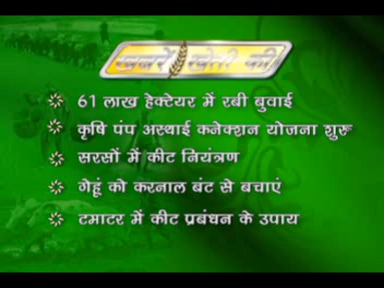 खबरें खेती की
61 लाख हेक्टेयर में रबी बुवाई
कृषि पंप अस्थाई कनेक्शन योजना शुरू
सरसों में कीट नियंत्रण
गेहूं को करनाल बंट से बचाएं
टमाटर में कीट प्रबंधन के उपाय